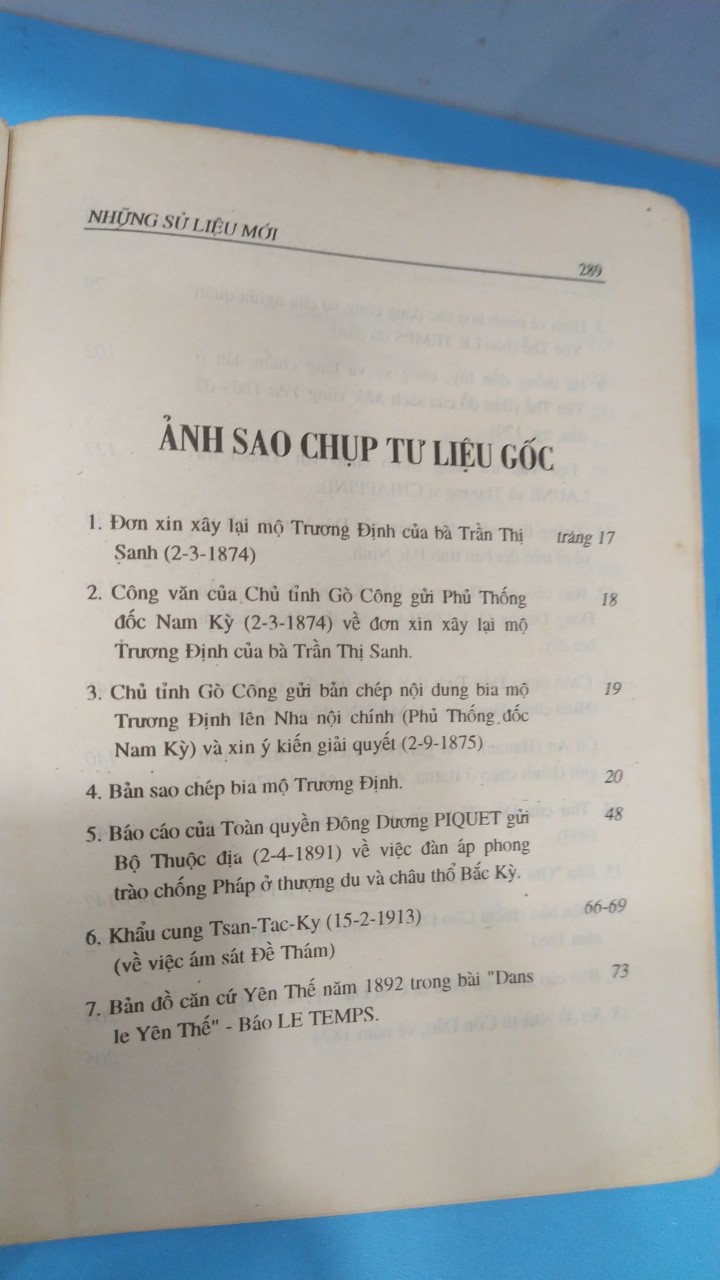 NHỮNG SỬ LIỆU MỚI
289
ẢNH SAO CHỤP TƯ LIỆU GỐC
1. Đơn xin xây lại mộ Trương Định của bà Trần Thị trang 17
Sanh (2-3-1874)
2. Công văn của Chủ tỉnh Gò Công gửi Phủ Thống 18
đốc Nam Kỳ (2-3-1874) về đơn xin xây lại mộ
Trương Định của bà Trần Thị Sanh.
3. Chủ tỉnh Gò Công gửi bản chép nội dung bia mộ 19
Trương Định lên Nha nội chính (Phủ Thống đốc
Nam Kỳ) và xin ý kiến giải quyết (2-9-1875)
4. Bản sao chép bia mộ Trương Định. 20
5. Báo cáo của Toàn quyền Đông Dương PIQUET gửi 48
Bộ Thuộc địa (2-4-1891) về việc đàn áp phong
trào chống Pháp ở thượng du và châu thổ Bắc Kỳ.
6. Khẩu cung Tsan-Tac-Ky (15-2-1913) 66-69
(về việc ám sát Đề Thám)
7. Bản đồ căn cứ Yên Thế năm 1892 trong bài "Dans 73
le Yên Thế" - Báo LE TEMPS.